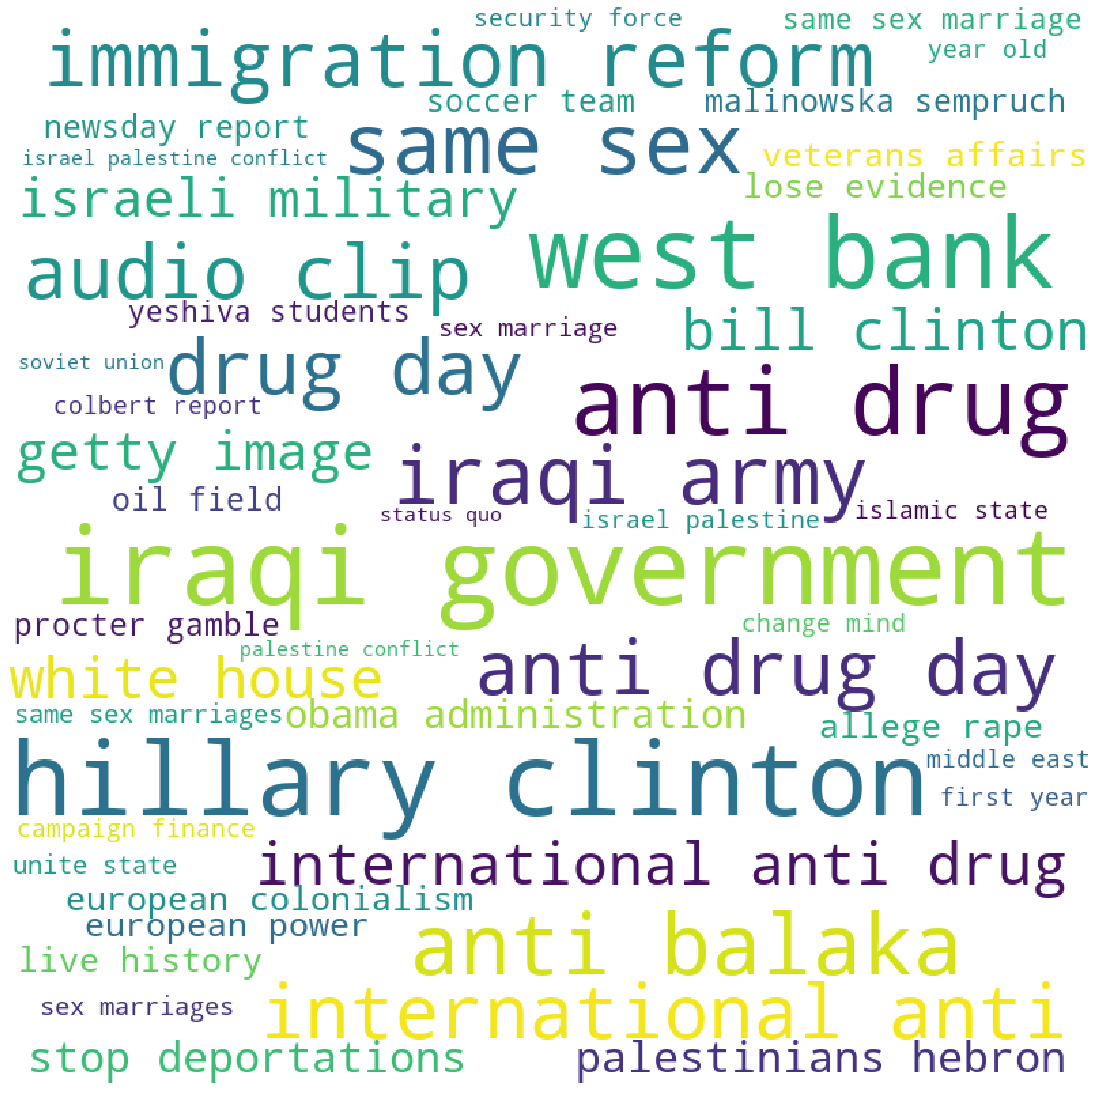 security force
same sex marriage
immigration reform
year old
soccer team
malinowska sempruch
newsday report
same sex
israel palestine conflict
veterans affairs
israeli military
lose evidence
west bank
audio clip
yeshiva students
sex marriage
bill clinton
soviet union
drug day
colbert report
anti drug
getty image
iraqi army
oil field
status quo
israel palestine
islamic state
iraqi government
procter gamble
change mind
palestine conflict
white house
anti drug day
same sex marriages
obama administration
allege rape
hillary clinton
middle east
first year
campaign finance
unite state
international anti drug
european colonialism
european power
anti balaka
live history
sex marriages
international anti
stop deportations
palestinians hebron